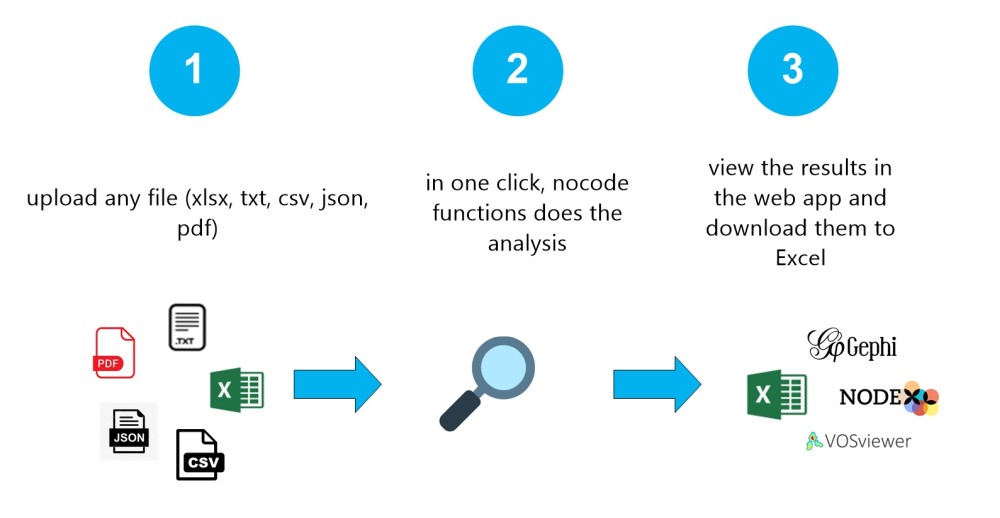 1
2
3
upload any file (xlsx, txt, csv, json,
pdf)
in one click, nocode
functions does the
analysis
view the results in
the web app and
download them to
Excel
.TXT
PDF
X
JSON
CSV
Gp Gephi
X
NODEXL
VOSviewer